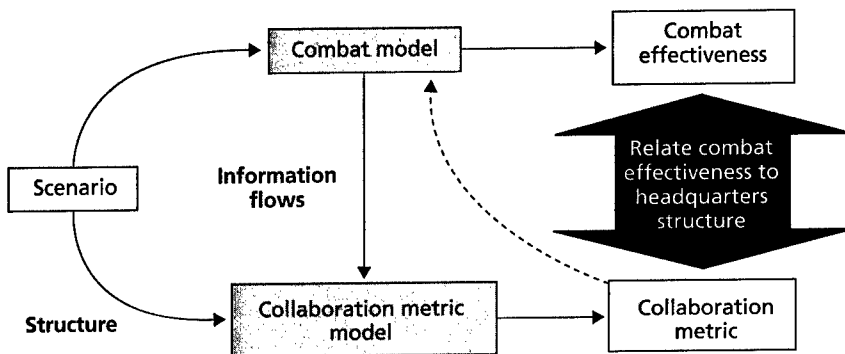 Combat model
Combat
effectiveness
Scenario
Information
flows
Relate combat
effectiveness to
headquarters
structure
Structure
Collaboration metric
model
Collaboration
metric